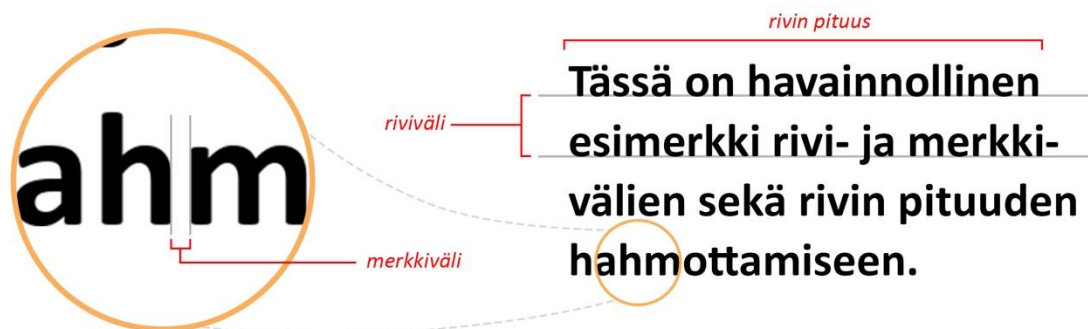 rivin pituus
Tässä on havainnollinen
esimerkki rivi- ja merkki-
välien sekä rivin pituuden
hahmottamiseen.
riviväli
ahm
merkkiväli